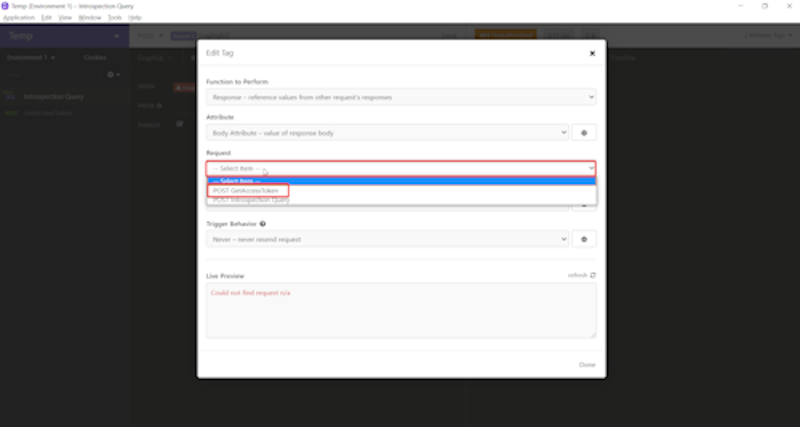 Temp (Environment 1) – Introspection Query
Application Edit View Window Tools Help
Temp
Environment 1
Cookies
Introspection Query
Edit Tag
Function to Perform
Response – reference values from other request's responses
Attribute
Body Attribute – value of response body
Request
-- Select Item --
-- Select Item --
POST GetAccessToken
POST Introspection Query
Trigger Behavior
Never – never resend request
Live Preview
refresh
Could not find request n/a
Done